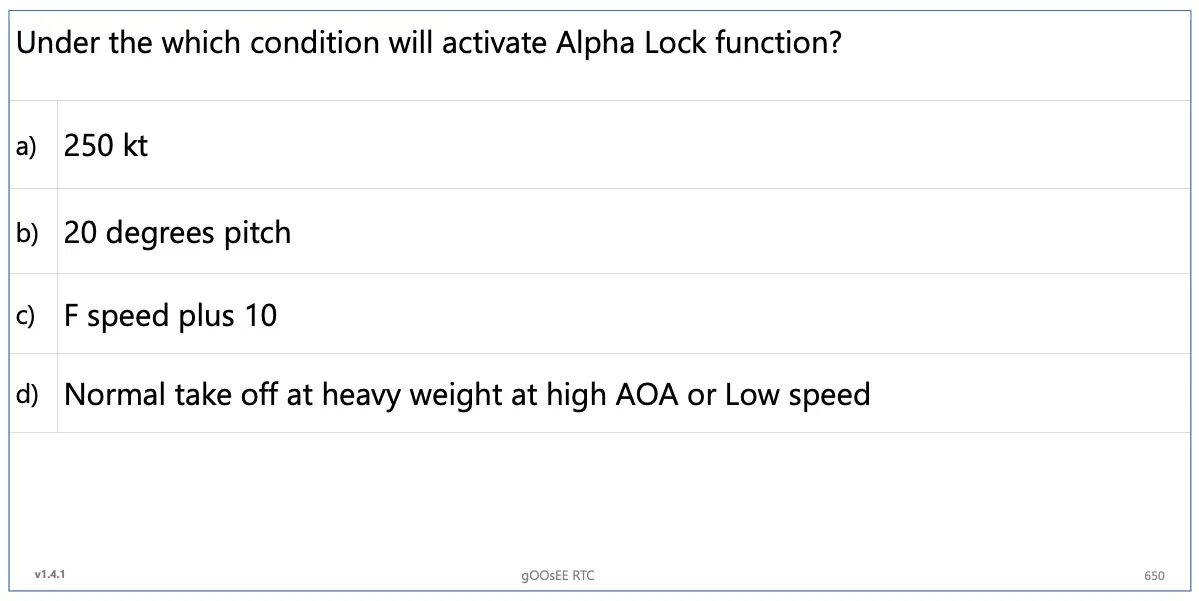 Under the which condition will activate Alpha Lock function?
a) 250 kt
b) 20 degrees pitch
c) F speed plus 10
d) Normal take off at heavy weight at high AOA or Low speed
v1.4.1 gOOsEE RTC 650